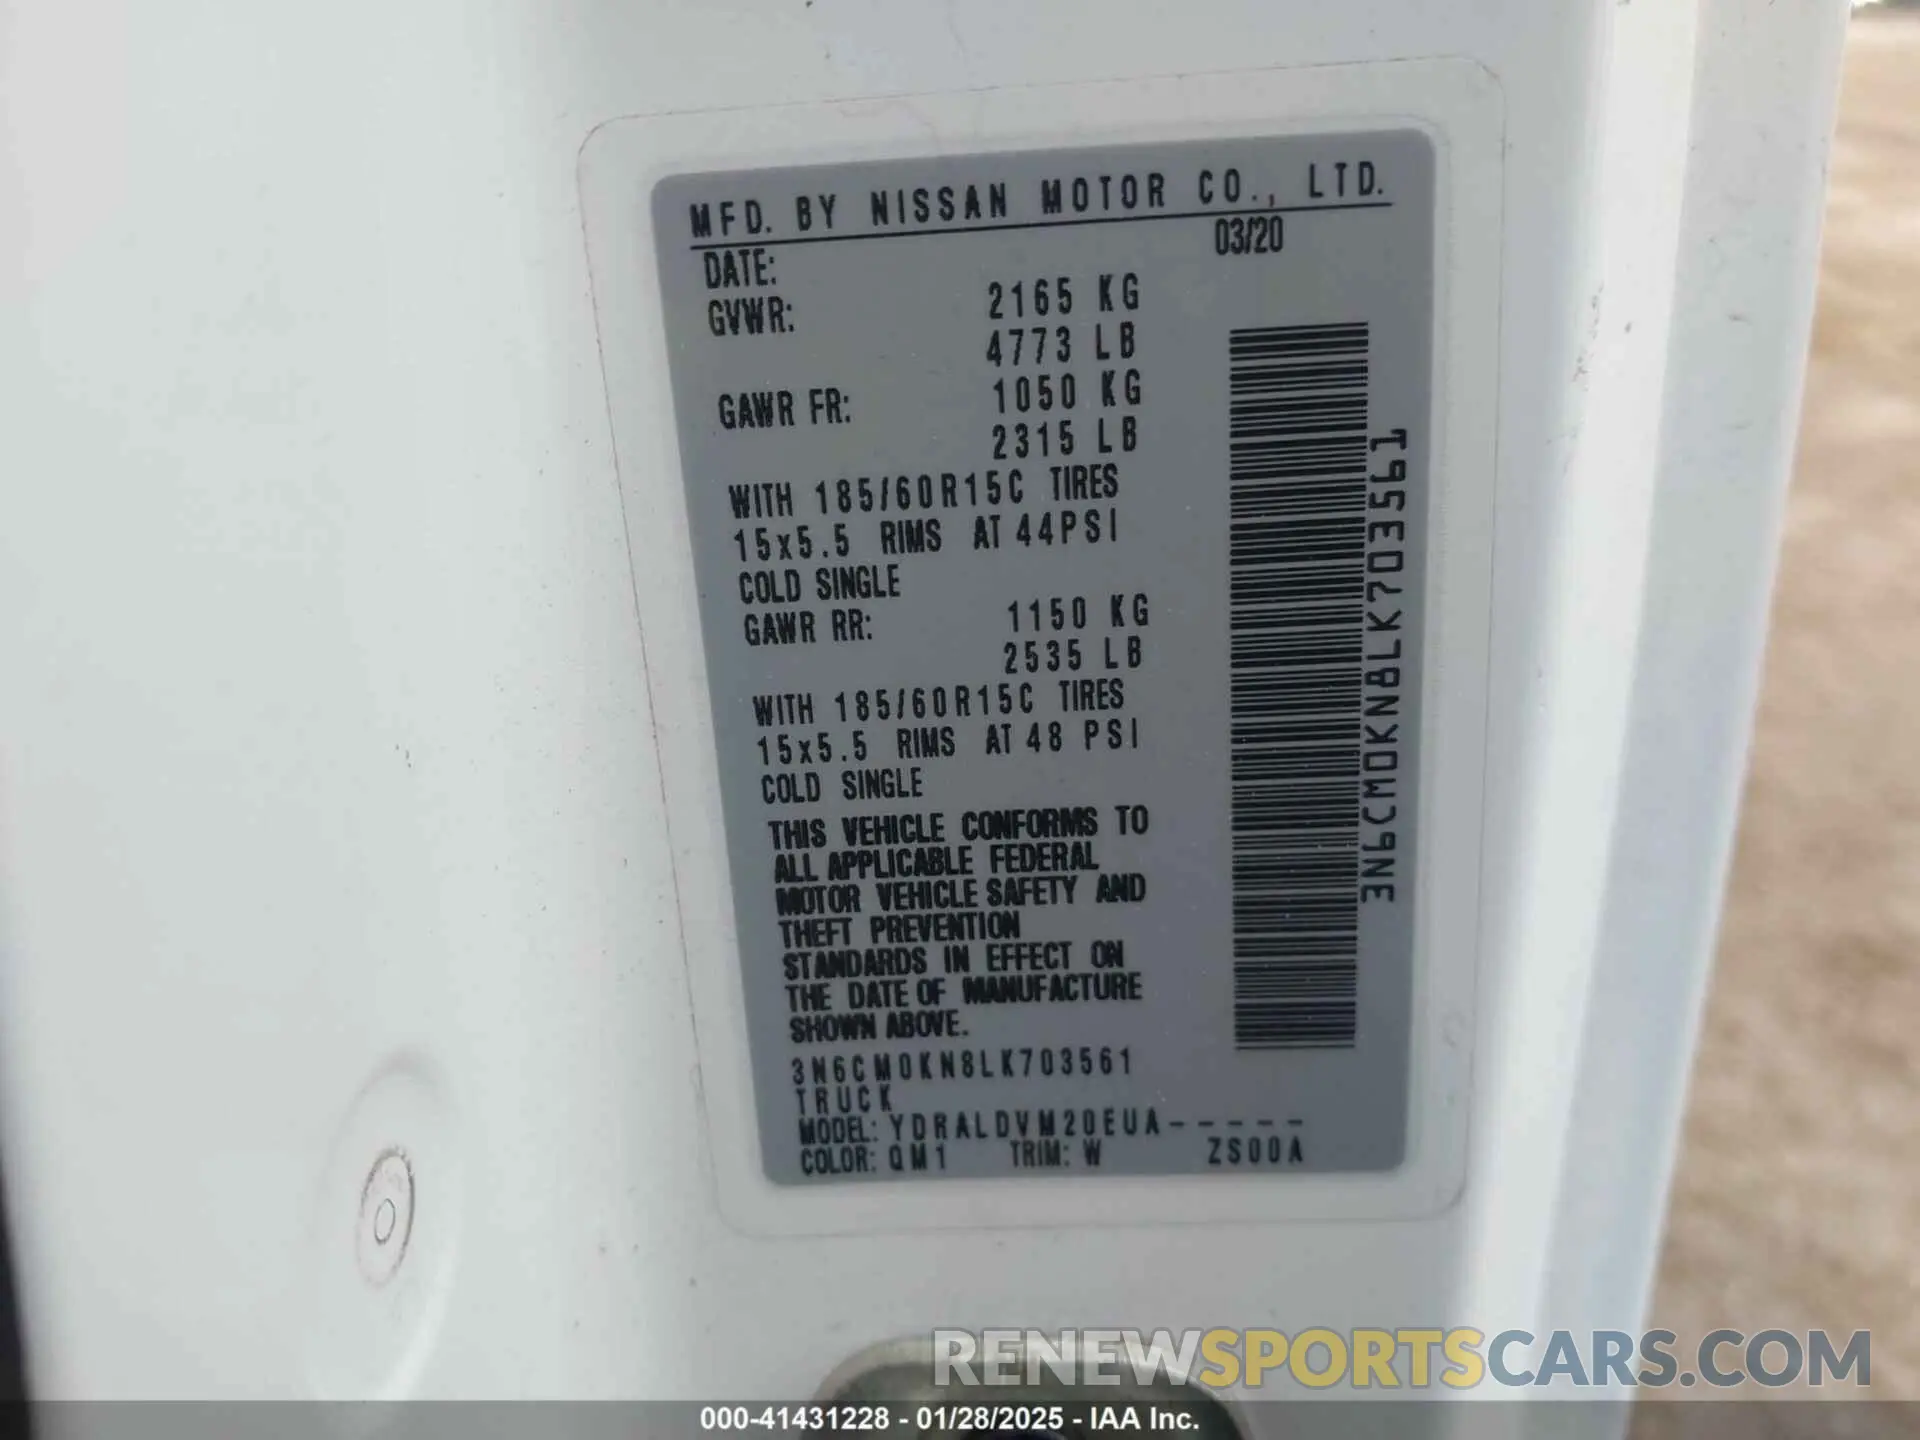 MFD. BY NISSAN MOTOR CO., LTD.
DATE: 03/20
GVWR: 2165 KG
4773 LB
GAWR FR: 1050 KG
2315 LB
WITH 185/60R15C TIRES
15x5.5 RIMS AT 44PSI
COLD SINGLE
GAWR RR: 1150 KG
2535 LB
WITH 185/60R15C TIRES
15x5.5 RIMS AT 48 PSI
COLD SINGLE
THIS VEHICLE CONFORMS TO
ALL APPLICABLE FEDERAL
MOTOR VEHICLE SAFETY AND
THEFT PREVENTION
STANDARDS IN EFFECT ON
THE DATE OF MANUFACTURE
SHOWN ABOVE.
3N6CM0KN8LK703561
TRUCK
MODEL: YDRALDVM20EUA-----
COLOR: QM1 TRIM: W ZS00A
3N6CM0KN8LK703561
RENEWSPORTSCARS.COM
000-41431228 - 01/28/2025 - IAA Inc.